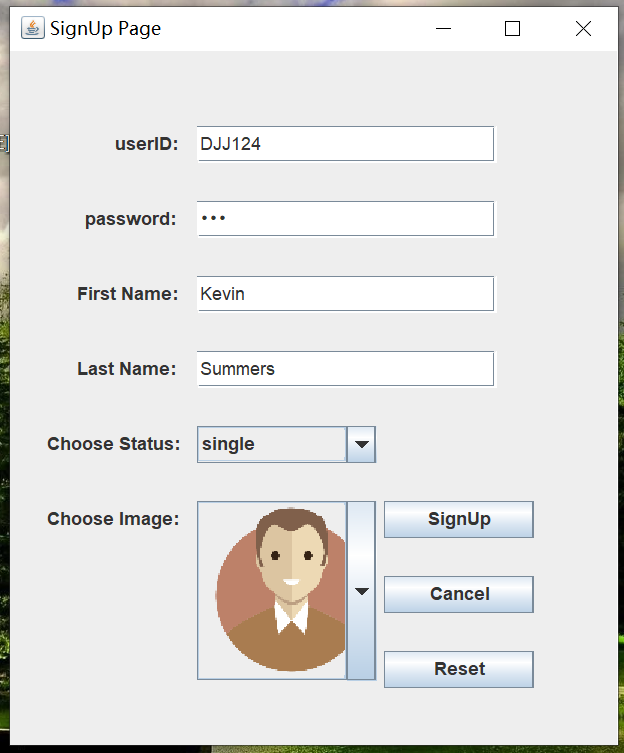 SignUp Page
userID: DJJ124
password: •••
First Name: Kevin
Last Name: Summers
Choose Status: single
Choose Image: SignUp
Cancel
Reset